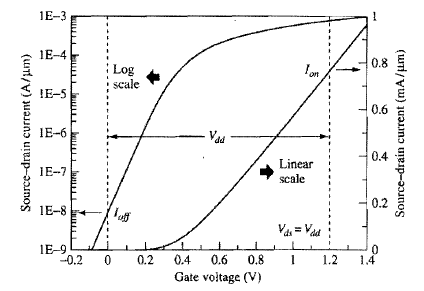 1E−3
1E−4
1E−5
1E−6
1E−7
1E−8
1E−9
Source–drain current (A/μm)
Log
scale
Ion
Vdd
Linear
scale
Ioff
Vds = Vdd
1
0.8
0.6
0.4
0.2
0
Source–drain current (mA/μm)
−0.2 0 0.2 0.4 0.6 0.8 1 1.2 1.4
Gate voltage (V)